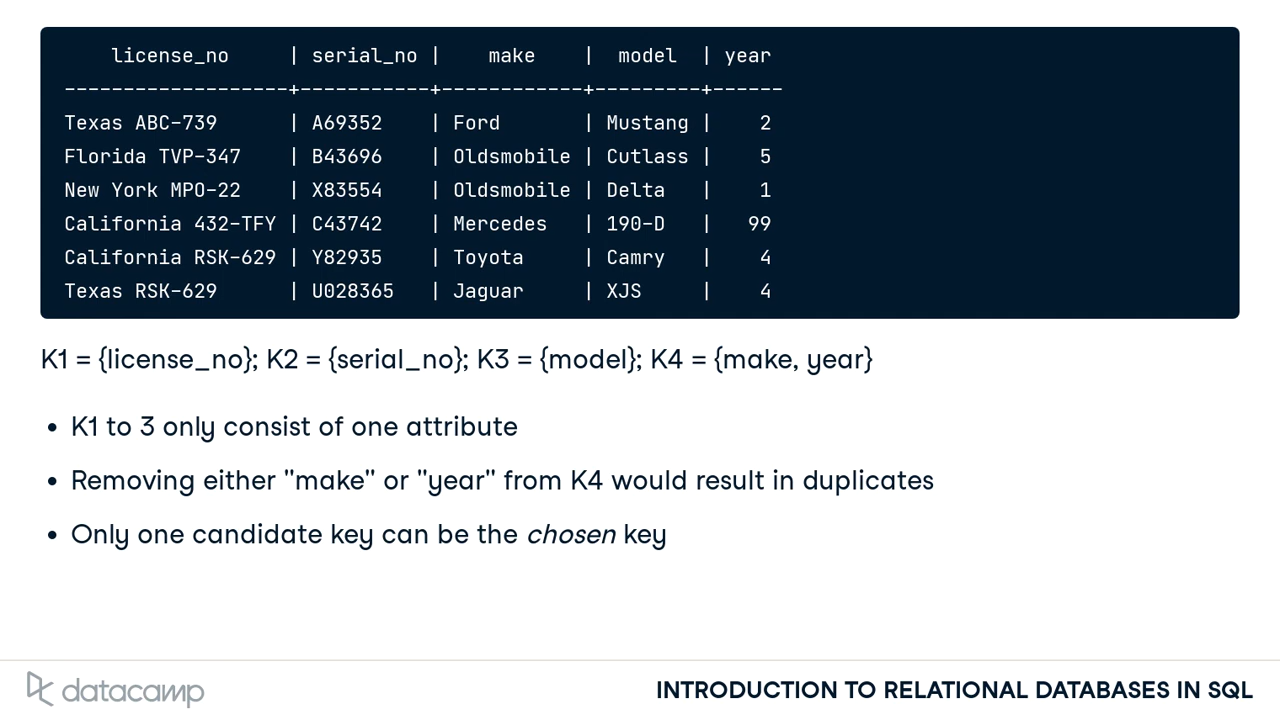 license_no     | serial_no |    make    |  model  | year
-------------------+-----------+------------+---------+------
Texas ABC-739      | A69352    | Ford       | Mustang |    2
Florida TVP-347    | B43696    | Oldsmobile | Cutlass |    5
New York MPO-22    | X83554    | Oldsmobile | Delta   |    1
California 432-TFY | C43742    | Mercedes   | 190-D   |   99
California RSK-629 | Y82935    | Toyota     | Camry   |    4
Texas RSK-629      | U028365   | Jaguar     | XJS     |    4
K1 = {license_no}; K2 = {serial_no}; K3 = {model}; K4 = {make, year}
• K1 to 3 only consist of one attribute
• Removing either "make" or "year" from K4 would result in duplicates
• Only one candidate key can be the chosen key
datacamp
INTRODUCTION TO RELATIONAL DATABASES IN SQL